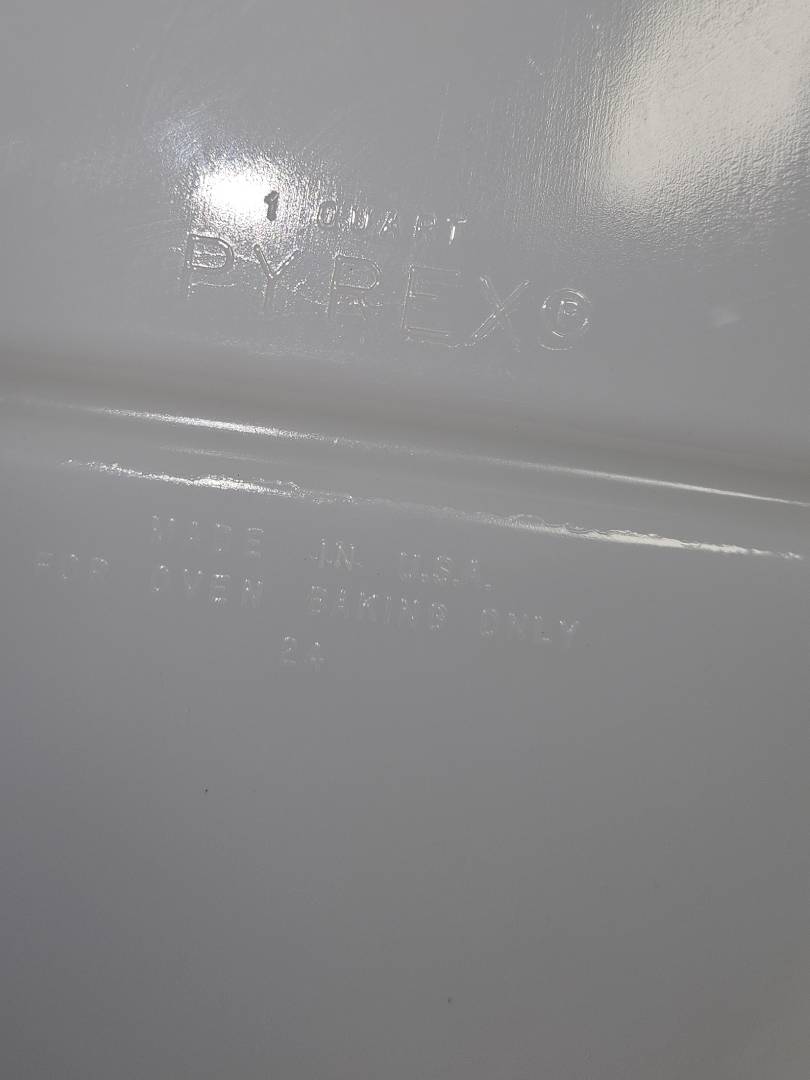 1 QUART
PYREX®
MADE IN U.S.A.
FOR OVEN BAKING ONLY
24